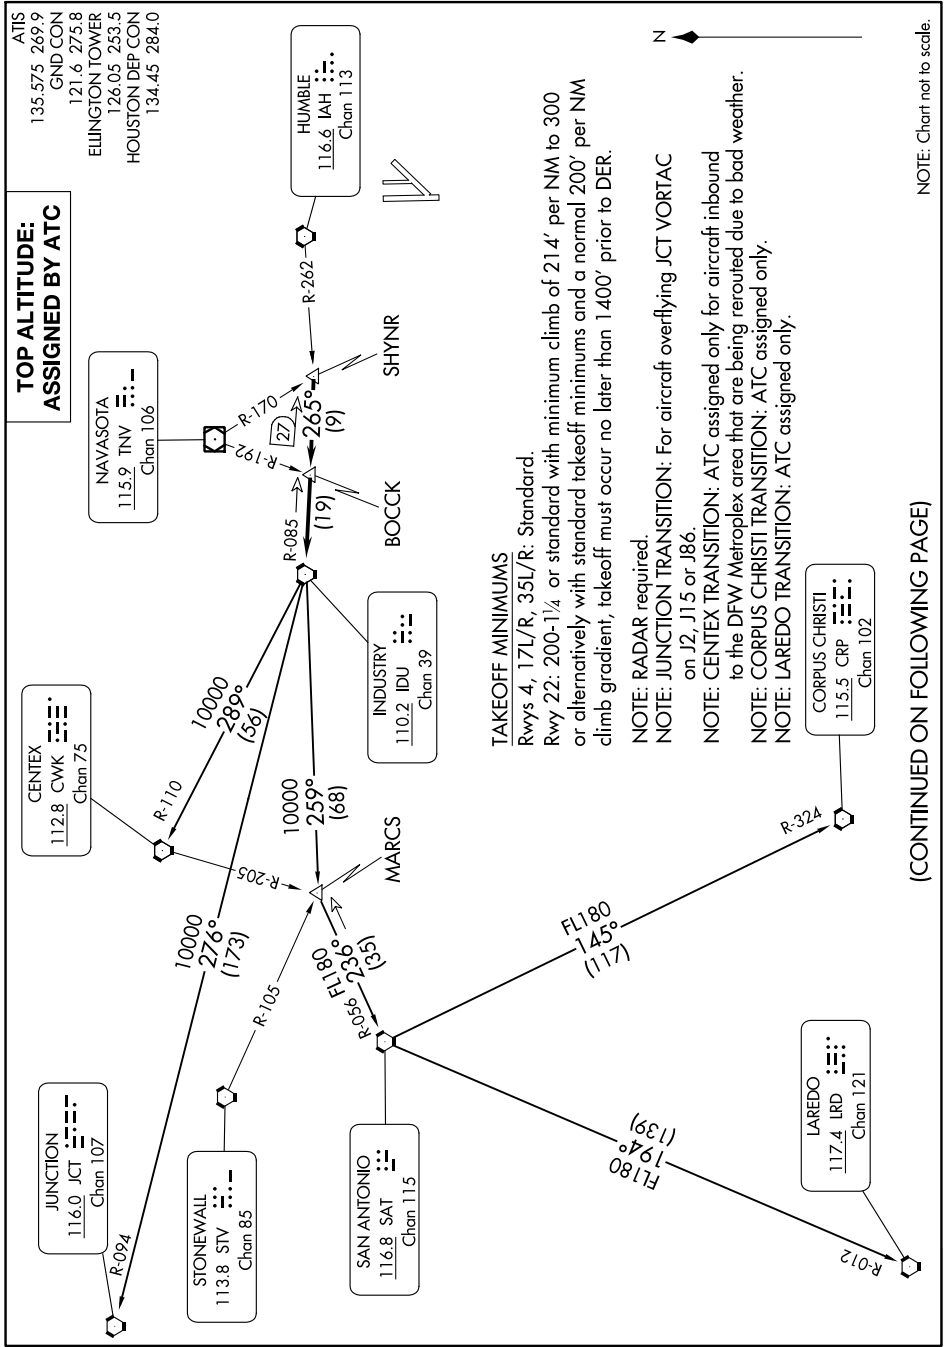 TOP ALTITUDE:
ASSIGNED BY ATC
ATIS
135.575 269.9
GND CON
121.6 275.8
ELLINGTON TOWER
126.05 253.5
HOUSTON DEP CON
134.45 284.0
JUNCTION
116.0 JCT
Chan 107
R-094
CENTEX
112.8 CWK
Chan 75
R-110
R-205
NAVASOTA
115.9 TNV
Chan 106
R-170
R-192
HUMBLE
116.6 IAH
Chan 113
R-262
STONEWALL
113.8 STV
Chan 85
R-105
SAN ANTONIO
116.8 SAT
Chan 115
R-056
INDUSTRY
110.2 IDU
Chan 39
R-085
10000
276°
(173)
10000
289°
(56)
10000
259°
(68)
(19)
27
265°
(9)
MARCS
BOCCK
SHYNR
FL180
236°
(35)
FL180
145°
(117)
FL180
194°
(139)
R-324
R-012
LAREDO
117.4 LRD
Chan 121
CORPUS CHRISTI
115.5 CRP
Chan 102
N
TAKEOFF MINIMUMS
Rwys 4, 17L/R, 35L/R: Standard.
Rwy 22: 200-1¼ or standard with minimum climb of 214' per NM to 300
or alternatively with standard takeoff minimums and a normal 200' per NM
climb gradient, takeoff must occur no later than 1400' prior to DER.
NOTE: RADAR required.
NOTE: JUNCTION TRANSITION: For aircraft overflying JCT VORTAC
on J2, J15 or J86.
NOTE: CENTEX TRANSITION: ATC assigned only for aircraft inbound
to the DFW Metroplex area that are being rerouted due to bad weather.
NOTE: CORPUS CHRISTI TRANSITION: ATC assigned only.
NOTE: LAREDO TRANSITION: ATC assigned only.
(CONTINUED ON FOLLOWING PAGE)
NOTE: Chart not to scale.